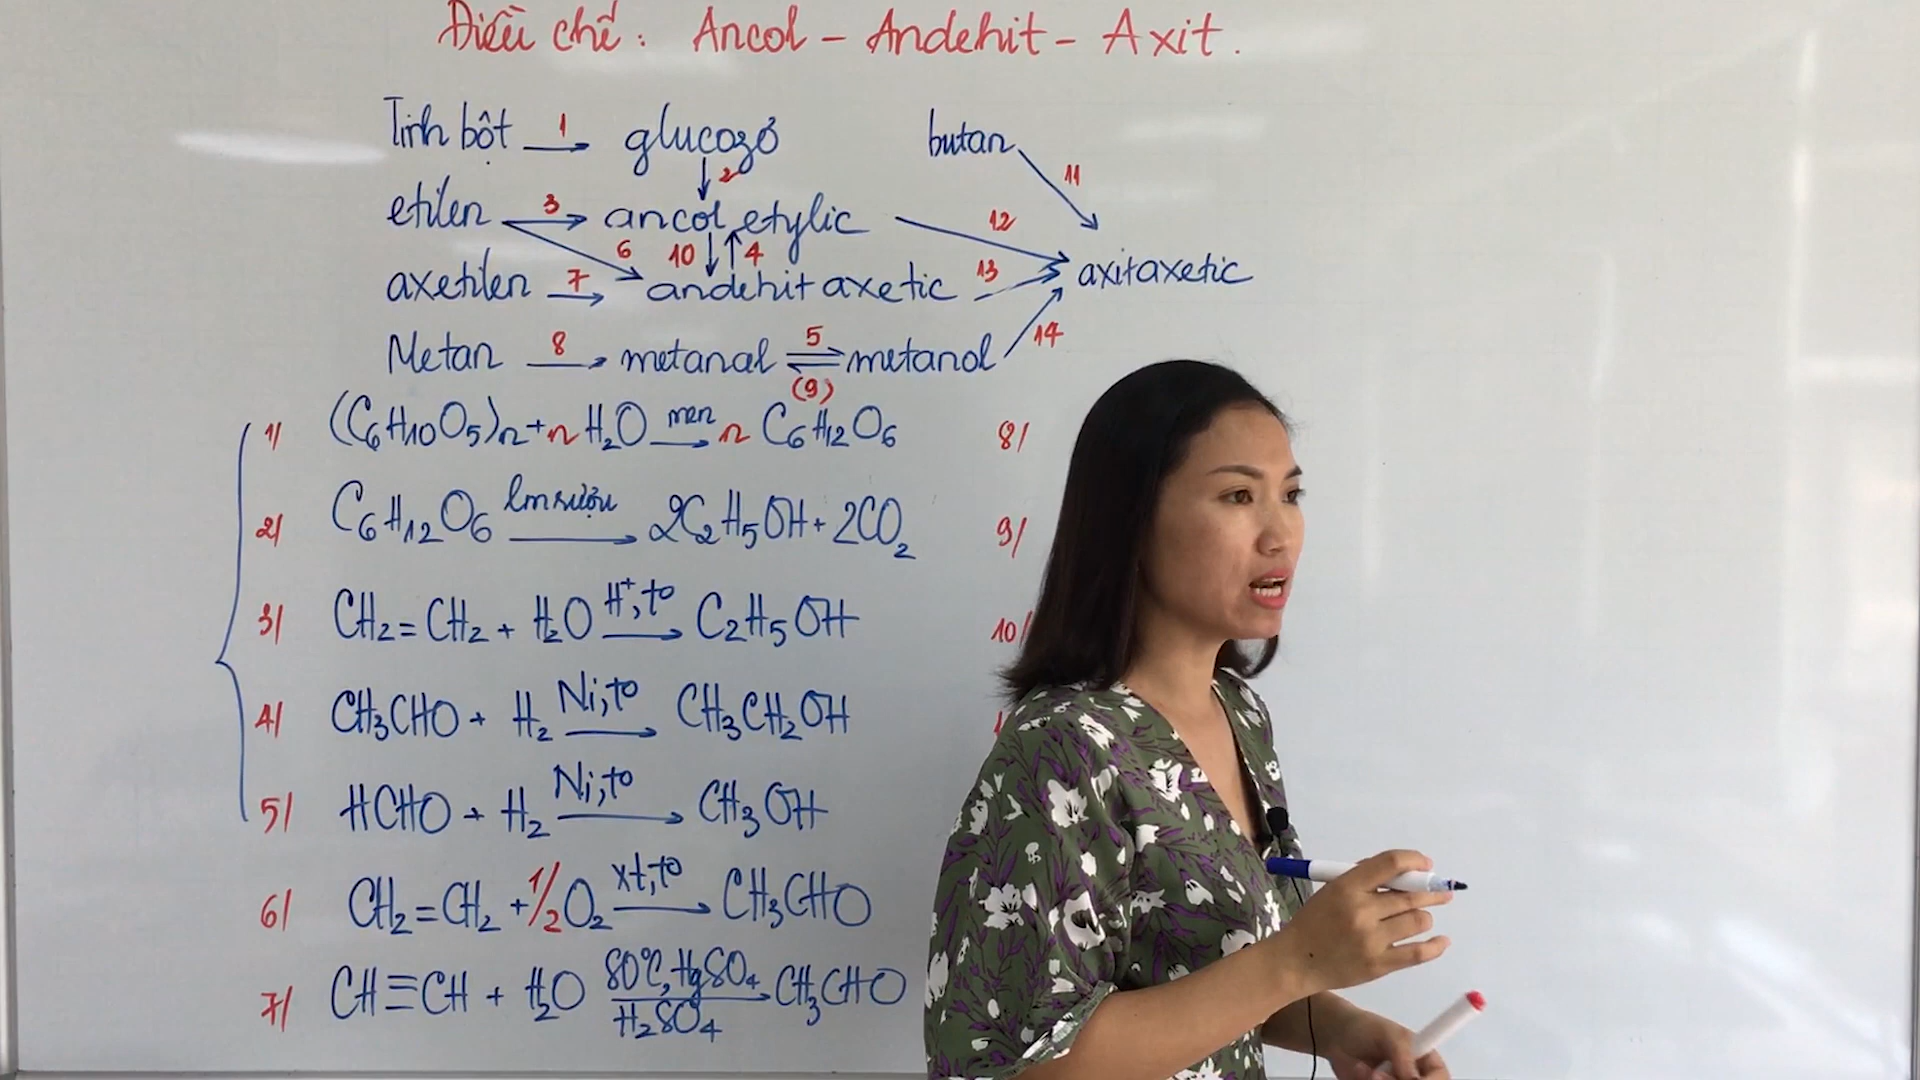 Điều chế: Ancol - Andehit - Axit.
Tinh bột 1→ glucozơ butan
↓2 11
etilen 3→ ancol etylic 12
6 10↓ ↑4 13 axitaxetic
axetilen 7→ andehit axetic
Metan 8→ metanal 5⇌(9) metanol 14
1/ (C6H10O5)n + n H2O men→ n C6H12O6
2/ C6H12O6 lm rượu→ 2C2H5OH + 2CO2
3/ CH2=CH2 + H2O H+, to→ C2H5OH
4/ CH3CHO + H2 Ni, to→ CH3CH2OH
5/ HCHO + H2 Ni, to→ CH3OH
6/ CH2=CH2 + 1/2 O2 xt, to→ CH3CHO
7/ CH≡CH + H2O 80°C, HgSO4→ H2SO4 CH3CHO
8/
9/
10/